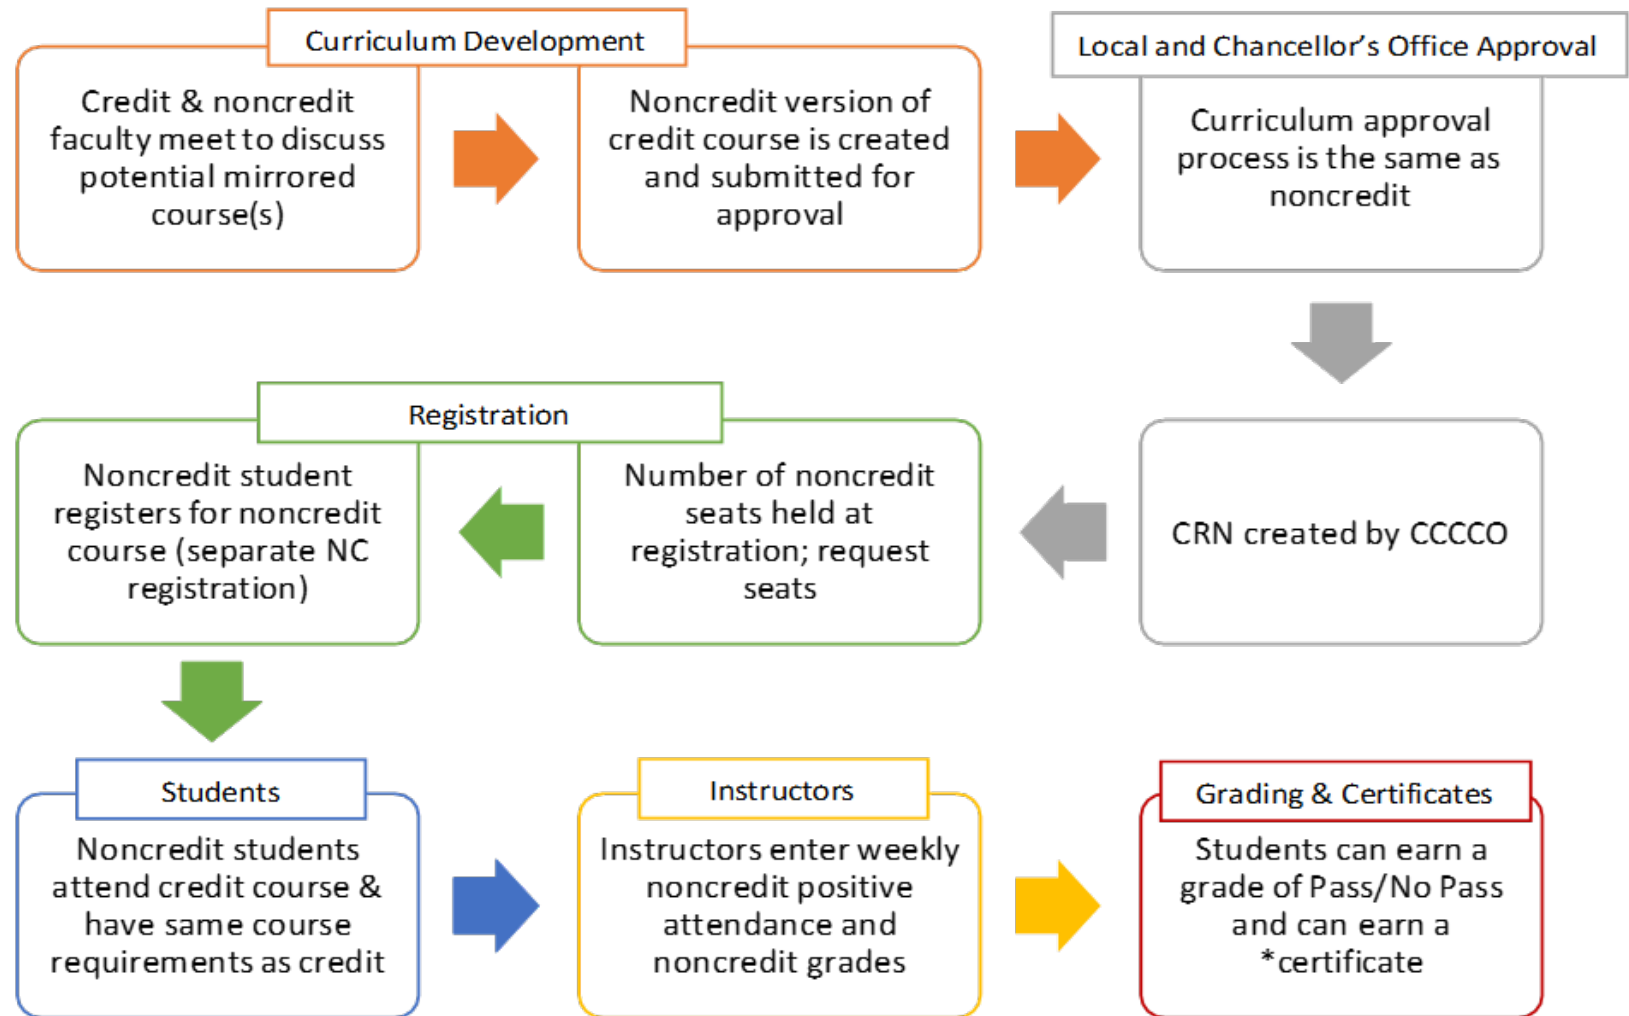 Curriculum Development
Credit & noncredit
faculty meet to discuss
potential mirrored
course(s)
Noncredit version of
credit course is created
and submitted for
approval
Local and Chancellor’s Office Approval
Curriculum approval
process is the same as
noncredit
CRN created by CCCCO
Registration
Number of noncredit
seats held at
registration; request
seats
Noncredit student
registers for noncredit
course (separate NC
registration)
Students
Noncredit students
attend credit course &
have same course
requirements as credit
Instructors
Instructors enter weekly
noncredit positive
attendance and
noncredit grades
Grading & Certificates
Students can earn a
grade of Pass/No Pass
and can earn a
*certificate